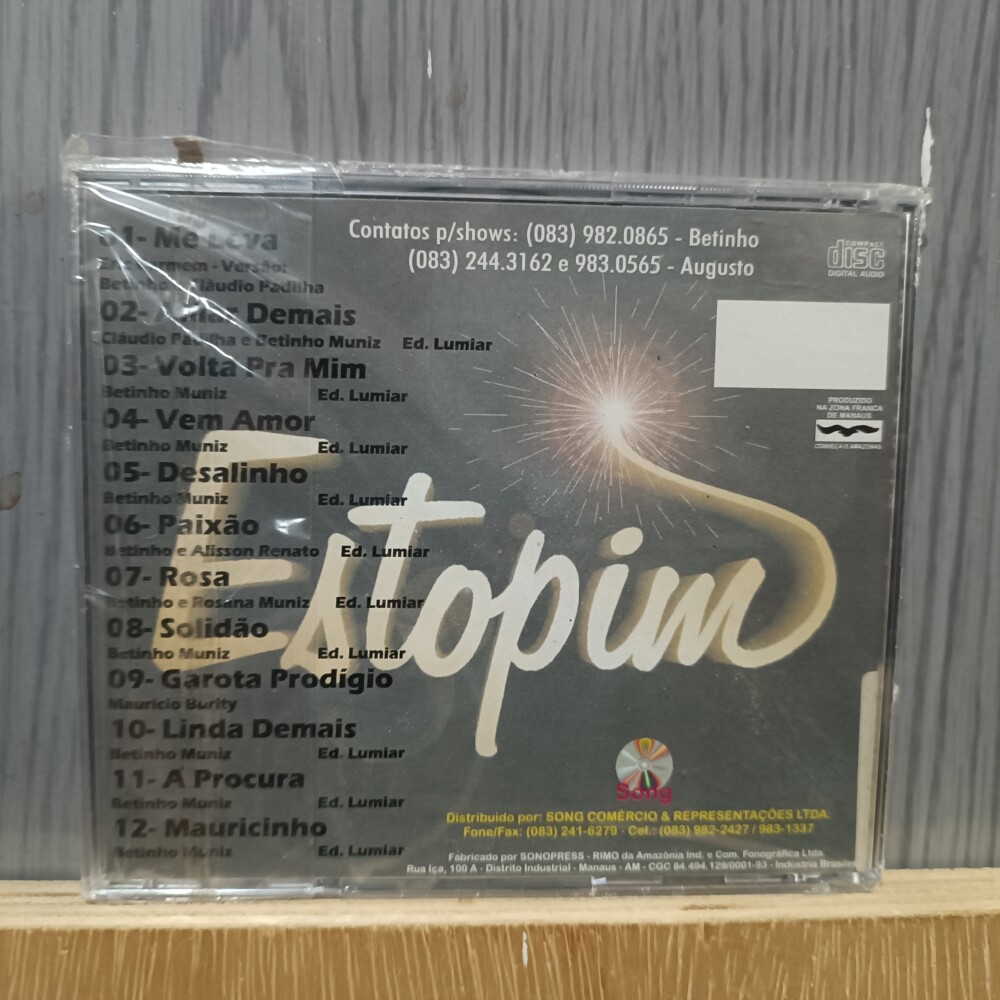 01- Me Leva
Betinho e Cláudio Padilha
02- Amar Demais
Cláudio Padilha e Betinho Muniz Ed. Lumiar
03- Volta Pra Mim
Betinho Muniz Ed. Lumiar
04- Vem Amor
Betinho Muniz Ed. Lumiar
05- Desalinho
Betinho Muniz Ed. Lumiar
06- Paixão
Betinho e Alisson Renato Ed. Lumiar
07- Rosa
Betinho e Rosana Muniz Ed. Lumiar
08- Solidão
Betinho Muniz Ed. Lumiar
09- Garota Prodígio
Maurício Burity
10- Linda Demais
Betinho Muniz Ed. Lumiar
11- A Procura
Betinho Muniz Ed. Lumiar
12- Mauricinho
Betinho Muniz Ed. Lumiar
Contatos p/shows: (083) 982.0865 - Betinho
(083) 244.3162 e 983.0565 - Augusto
COMPACT
disc
DIGITAL AUDIO
PRODUZIDO
NA ZONA FRANCA
DE MANAUS
CONHEÇA O AMAZONAS
Estopim
Song
Distribuido por: SONG COMÉRCIO & REPRESENTAÇÕES LTDA.
Fone/Fax: (083) 241-6279 - Cel.: (083) 982-2427 / 983-1337
Fabricado por SONOPRESS - RIMO da Amazônia Ind. e Com. Fonográfica Ltda.
Rua Iça, 100 A - Distrito Industrial - Manaus - AM - CGC 84.494.129/0001-93 - Industria Brasileira